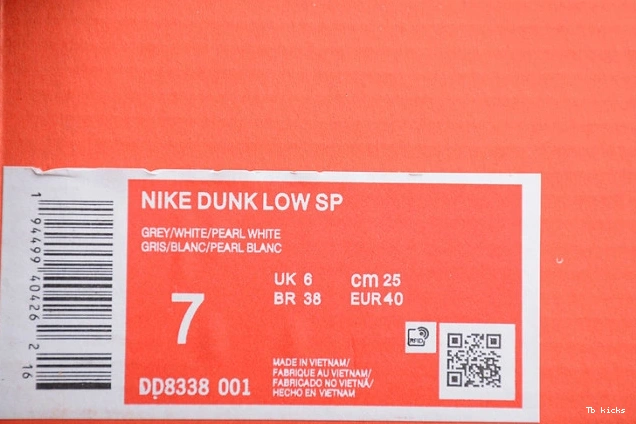 NIKE DUNK LOW SP
GREY/WHITE/PEARL WHITE
GRIS/BLANC/PEARL BLANC
UK 6 cm 25
BR 38 EUR 40
7
RFID
MADE IN VIETNAM/
FABRIQUE AU VIETNAM/
FABRICADO NO VIETNÃ/
HECHO EN VIETNAM
DD8338 001
1 94499 40426 2 16
Tb kicks